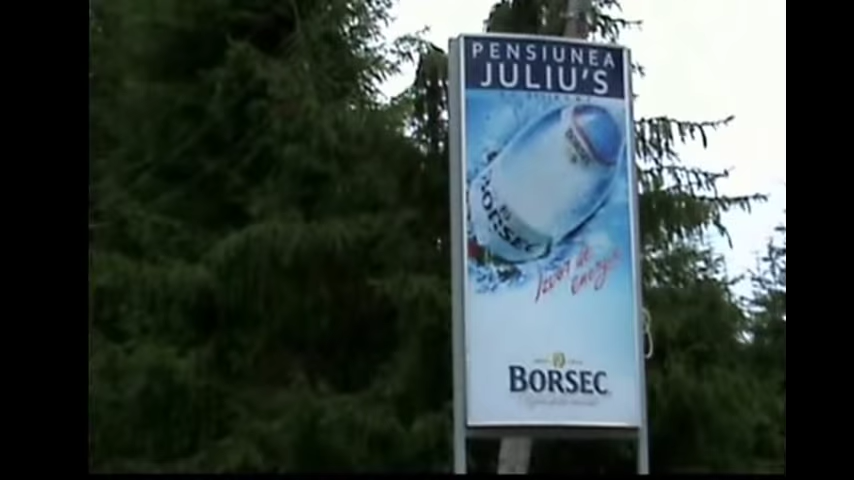 PENSIUNEA
JULIU'S
BORSEC
Izvor de
energie
BORSEC